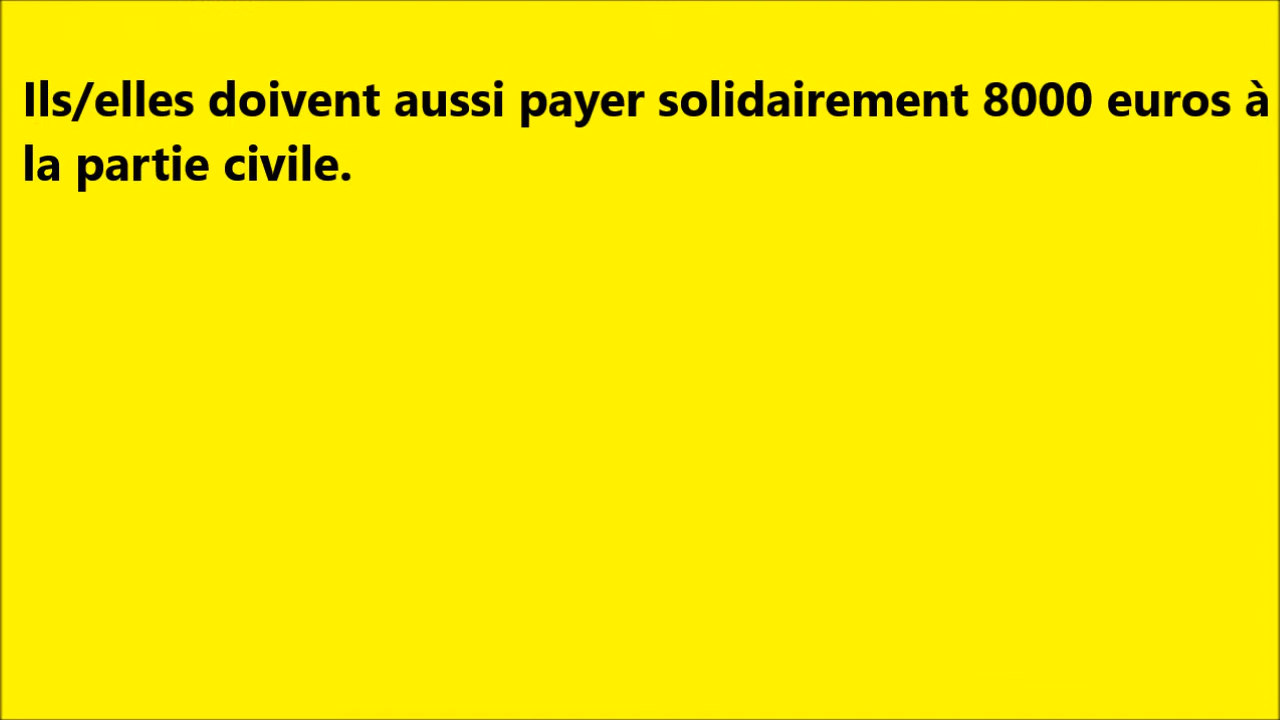 Ils/elles doivent aussi payer solidairement 8000 euros à
la partie civile.